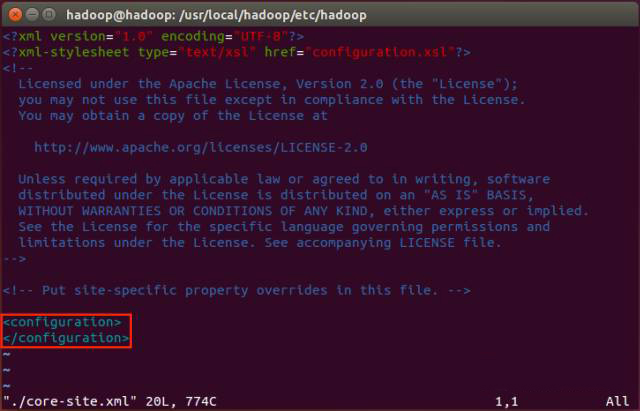 hadoop@hadoop: /usr/local/hadoop/etc/hadoop
<?xml version="1.0" encoding="UTF-8"?>
<?xml-stylesheet type="text/xsl" href="configuration.xsl"?>
<!--
  Licensed under the Apache License, Version 2.0 (the "License");
  you may not use this file except in compliance with the License.
  You may obtain a copy of the License at

    http://www.apache.org/licenses/LICENSE-2.0

  Unless required by applicable law or agreed to in writing, software
  distributed under the License is distributed on an "AS IS" BASIS,
  WITHOUT WARRANTIES OR CONDITIONS OF ANY KIND, either express or implied.
  See the License for the specific language governing permissions and
  limitations under the License. See accompanying LICENSE file.
-->

<!-- Put site-specific property overrides in this file. -->

<configuration>
</configuration>
~
~
~
"./core-site.xml" 20L, 774C 1,1 All